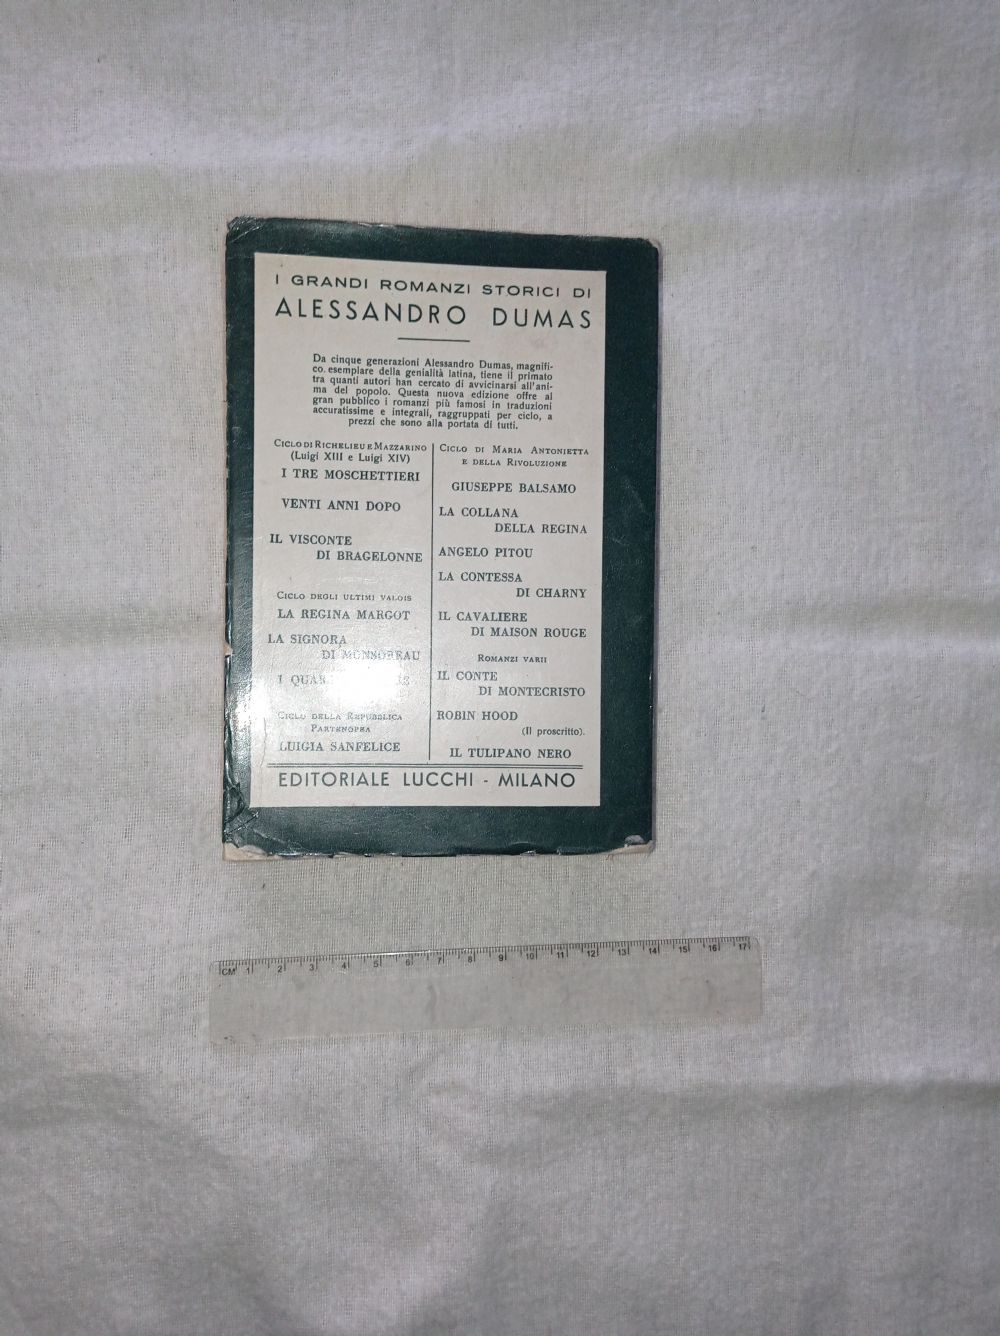 I GRANDI ROMANZI STORICI DI
ALESSANDRO DUMAS
Da cinque generazioni Alessandro Dumas, magnifi-
co esemplare della genialità latina, tiene il primato
tra quanti autori han cercato di avvicinarsi all'ani-
ma del popolo. Questa nuova edizione offre al
gran pubblico i romanzi più famosi in traduzioni
accuratissime e integrali, raggruppati per ciclo, a
prezzi che sono alla portata di tutti.
CICLO DI RICHELIEU E MAZZARINO
(Luigi XIII e Luigi XIV)
I TRE MOSCHETTIERI
VENTI ANNI DOPO
IL VISCONTE
DI BRAGELONNE
CICLO DEGLI ULTIMI VALOIS
LA REGINA MARGOT
LA SIGNORA
DI MONSOREAU
I
CICLO DELLA REPUBBLICA
PARTENOPEA
LUIGIA SANFELICE
CICLO DI MARIA ANTONIETTA
E DELLA RIVOLUZIONE
GIUSEPPE BALSAMO
LA COLLANA
DELLA REGINA
ANGELO PITOU
LA CONTESSA
DI CHARNY
IL CAVALIERE
DI MAISON ROUGE
ROMANZI VARII
IL CONTE
DI MONTECRISTO
ROBIN HOOD
(Il proscritto).
IL TULIPANO NERO
EDITORIALE LUCCHI - MILANO
CM 1 2 3 4 5 6 7 8 9 10 11 12 13 14 15 16 17